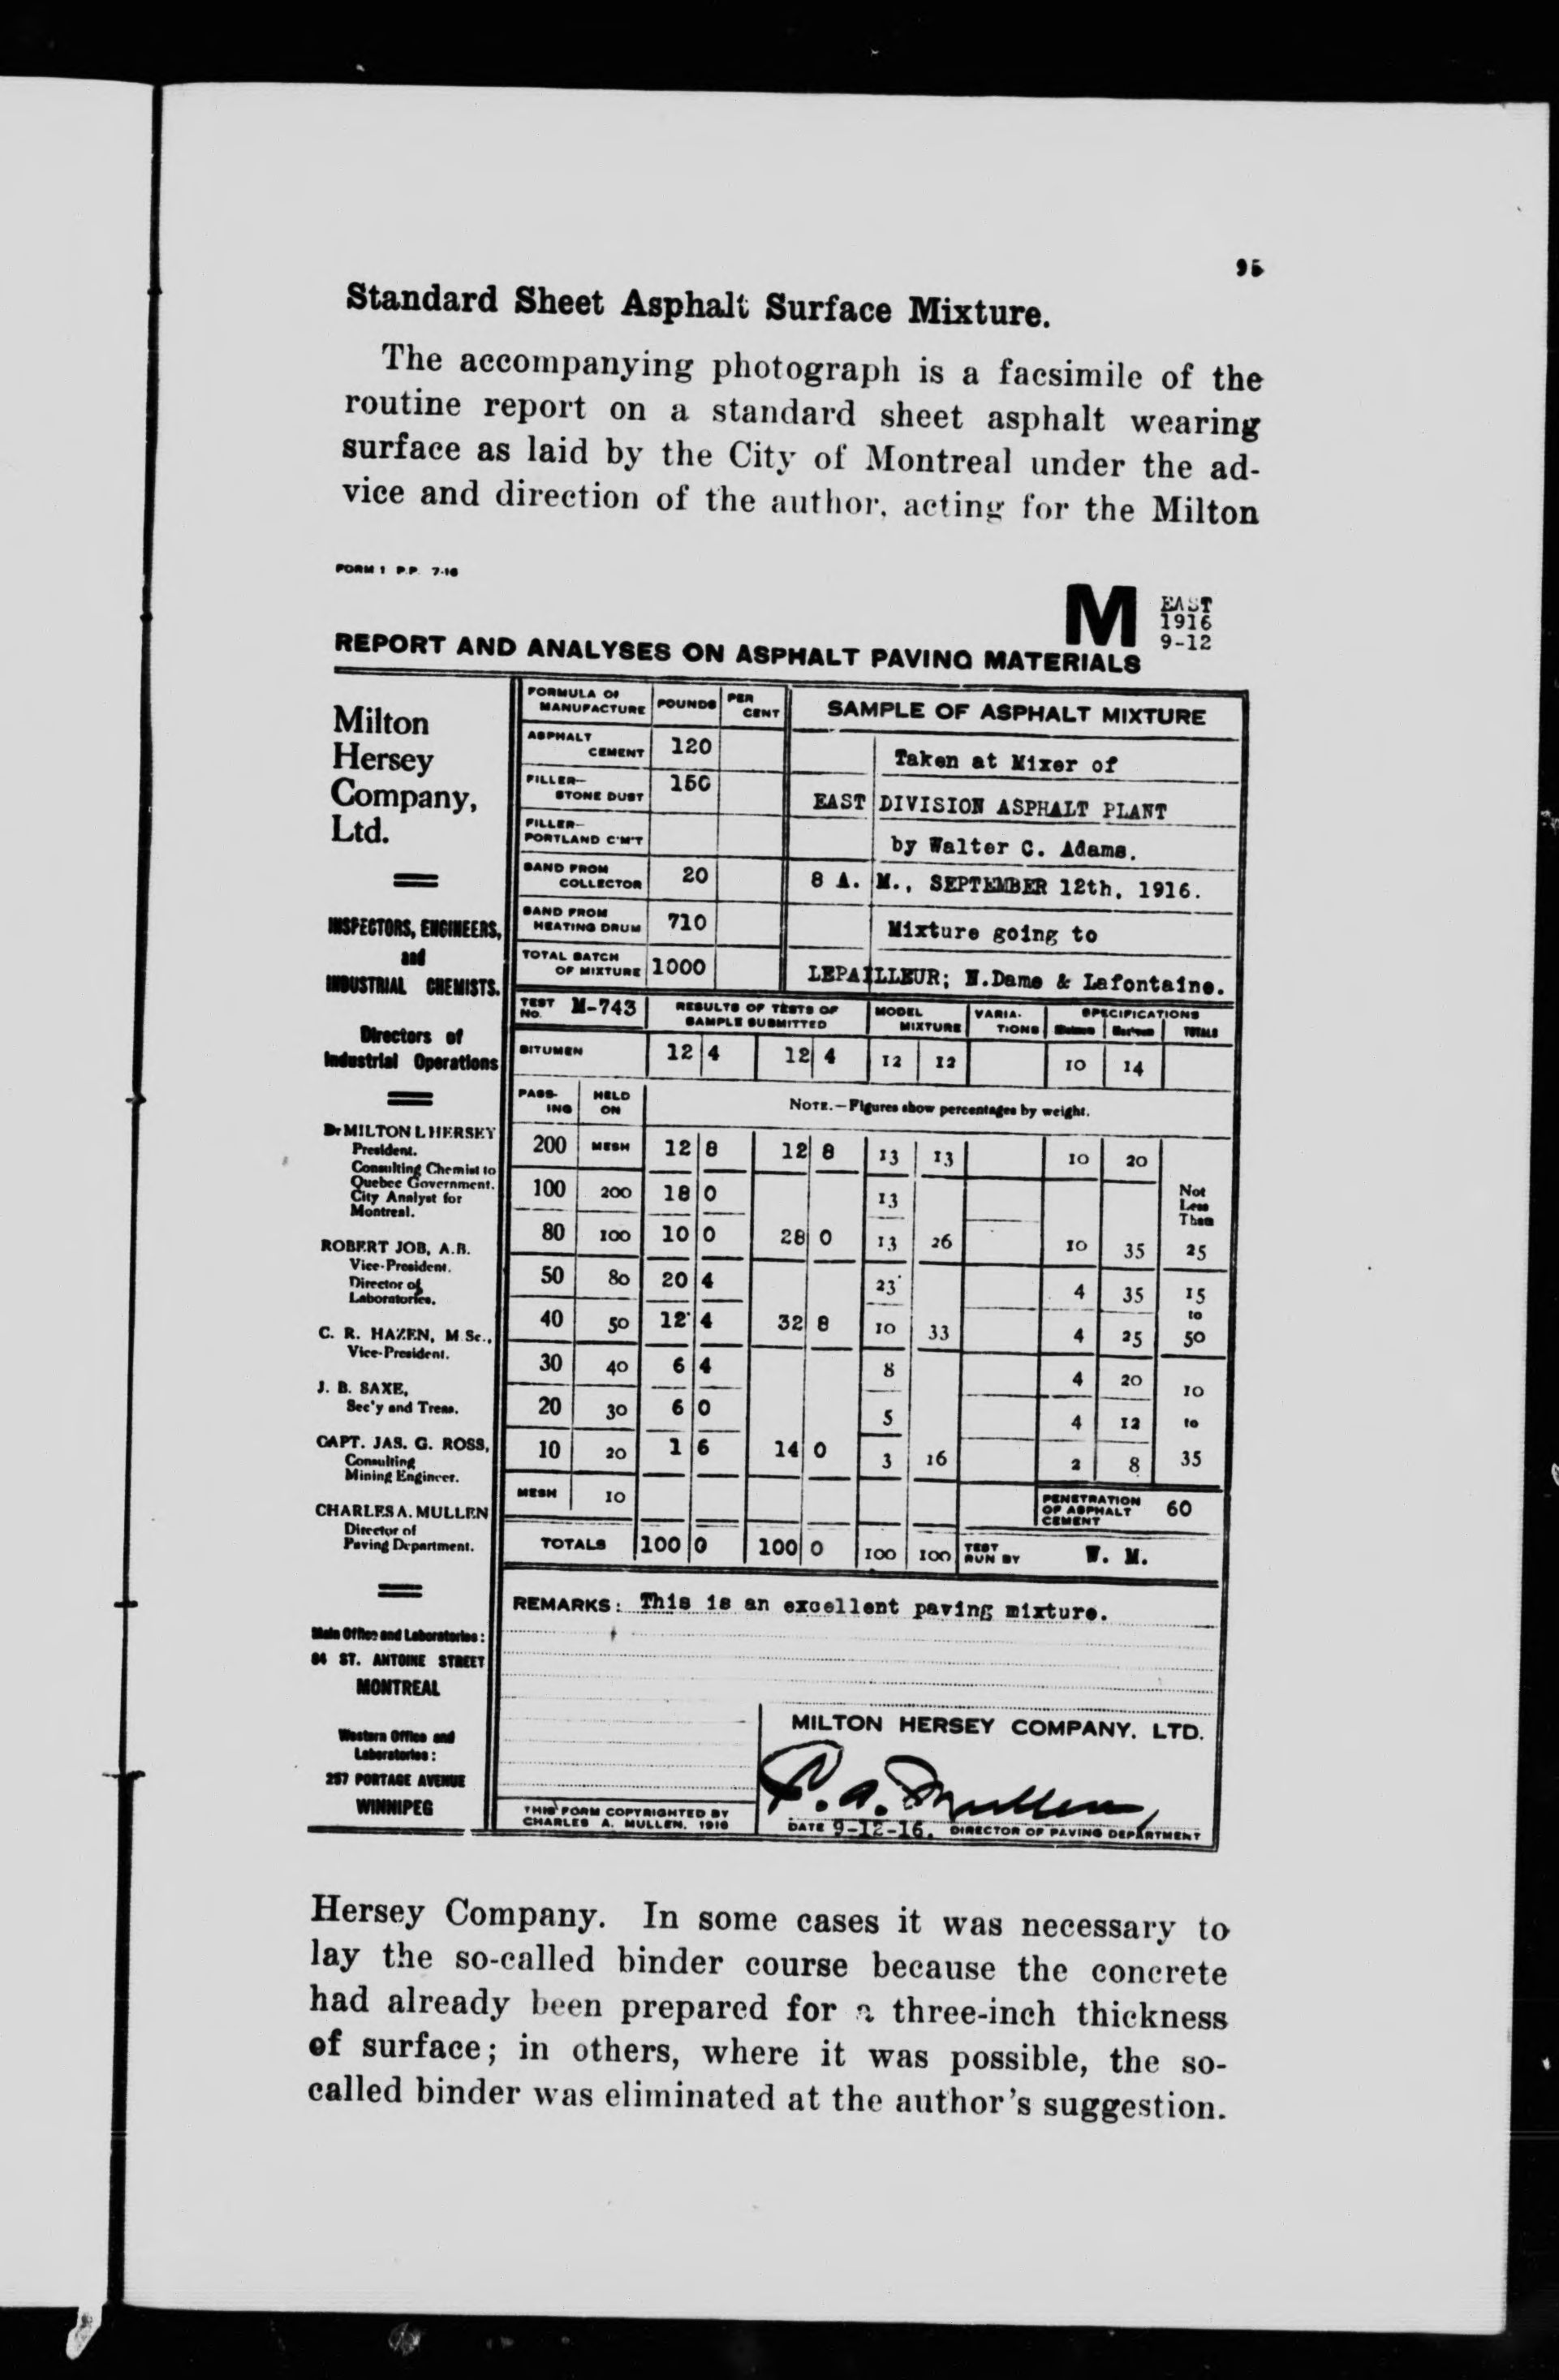 95
Standard Sheet Asphalt Surface Mixture.
The accompanying photograph is a facsimile of the
routine report on a standard sheet asphalt wearing
surface as laid by the City of Montreal under the ad-
vice and direction of the author, acting for the Milton
FORM 1 P.P. 7-16
M
EAST
1916
9-12
REPORT AND ANALYSES ON ASPHALT PAVING MATERIALS
Milton
Hersey
Company,
Ltd.
INSPECTORS, ENGINEERS,
and
INDUSTRIAL CHEMISTS.
Directors of
Industrial Operations
Dr MILTON L HERSEY
President.
Consulting Chemist to
Quebec Government.
City Analyst for
Montreal.
ROBERT JOB, A.B.
Vice-President.
Director of
Laboratories.
C. R. HAZEN, M.Sc.,
Vice-President.
J. B. SAXE,
Sec'y and Treas.
CAPT. JAS. G. ROSS,
Consulting
Mining Engineer.
CHARLES A. MULLEN
Director of
Paving Department.
Main Office and Laboratories:
84 ST. ANTOINE STREET
MONTREAL
Western Office and
Laboratories:
257 PORTAGE AVENUE
WINNIPEG
FORMULA OF MANUFACTURE POUNDS PER CENT
ASPHALT CEMENT 120
FILLER— STONE DUST 150
FILLER— PORTLAND C'M'T
SAND FROM COLLECTOR 20
SAND FROM HEATING DRUM 710
TOTAL BATCH OF MIXTURE 1000
SAMPLE OF ASPHALT MIXTURE
Taken at Mixer of
EAST DIVISION ASPHALT PLANT
by Walter C. Adams.
8 A. M., SEPTEMBER 12th, 1916.
Mixture going to
LEPAILLEUR; N.Dame & Lafontaine.
TEST NO. M-743 RESULTS OF TESTS OF SAMPLE SUBMITTED MODEL MIXTURE VARIA-TIONS SPECIFICATIONS Minimum Max'mum TOTALS
BITUMEN 12 4 12 4 12 12 10 14
PASS-ING HELD ON NOTE.—Figures show percentages by weight.
200 MESH 12 8 12 8 13 13 10 20
100 200 18 0 13 Not Less Than
80 100 10 0 28 0 13 26 10 35 25
50 80 20 4 23 4 35 15
to
40 50 12 4 32 8 10 33 4 25 50
30 40 6 4 8 4 20 10
20 30 6 0 5 4 12 to
10 20 1 6 14 0 3 16 2 8 35
MESH 10 PENETRATION OF ASPHALT CEMENT 60
TOTALS 100 0 100 0 100 100 TEST RUN BY W. M.
REMARKS: This is an excellent paving mixture.
MILTON HERSEY COMPANY, LTD.
C. A. Mullen,
THIS FORM COPYRIGHTED BY
CHARLES A. MULLEN, 1916
DATE 9-12-16. DIRECTOR OF PAVING DEPARTMENT
Hersey Company. In some cases it was necessary to
lay the so-called binder course because the concrete
had already been prepared for a three-inch thickness
of surface; in others, where it was possible, the so-
called binder was eliminated at the author's suggestion.